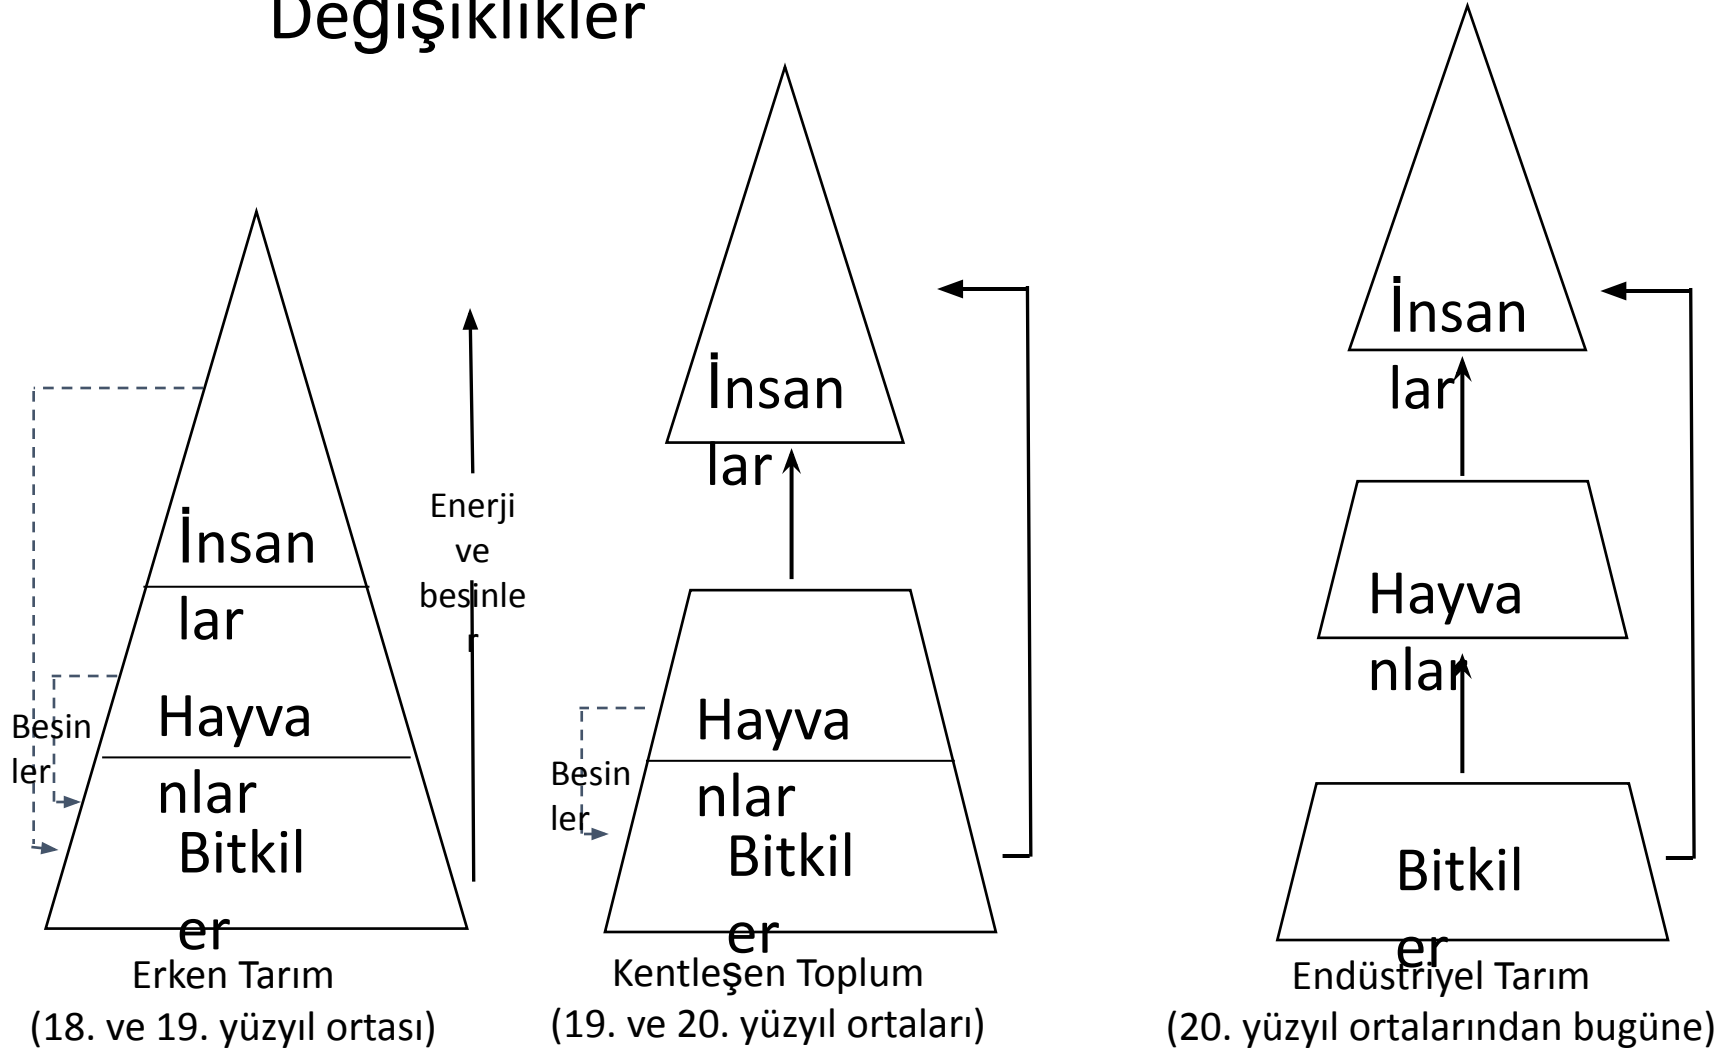 Değişiklikler
İnsan
lar
Hayva
nlar
Bitkil
er
Besin
ler
Enerji
ve
besinle
r
Erken Tarım
(18. ve 19. yüzyıl ortası)
İnsan
lar
Hayva
nlar
Bitkil
er
Besin
ler
Kentleşen Toplum
(19. ve 20. yüzyıl ortaları)
İnsan
lar
Hayva
nlar
Bitkil
er
Endüstriyel Tarım
(20. yüzyıl ortalarından bugüne)